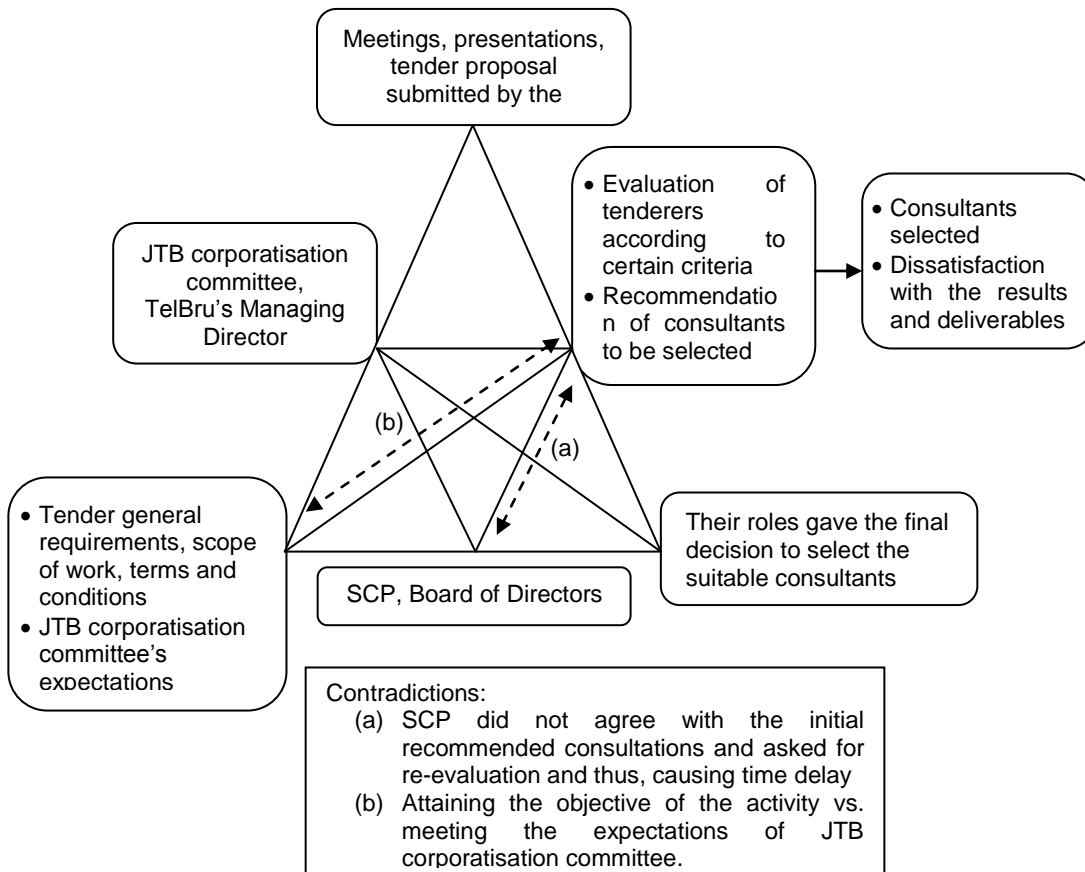 Meetings, presentations,
tender proposal
submitted by the
• Evaluation of
tenderers
according to
certain criteria
• Recommendatio
n of consultants
to be selected
• Consultants
selected
• Dissatisfaction
with the results
and deliverables
JTB corporatisation
committee,
TelBru's Managing
Director
(b)
(a)
• Tender general
requirements, scope
of work, terms and
conditions
• JTB corporatisation
committee's
expectations
SCP, Board of Directors
Their roles gave the final
decision to select the
suitable consultants
Contradictions:
(a) SCP did not agree with the initial
recommended consultations and asked for
re-evaluation and thus, causing time delay
(b) Attaining the objective of the activity vs.
meeting the expectations of JTB
corporatisation committee.